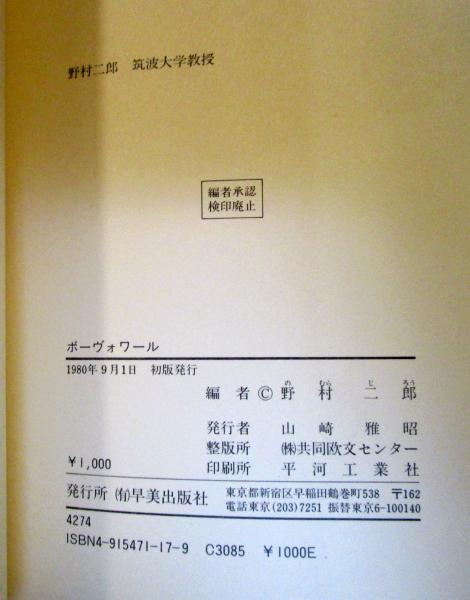 野村二郎 筑波大学教授
編者承認
検印廃止
ボーヴォワール
1980年9月1日 初版発行
編者 © 野村二郎
の むら じ ろう
発行者 山崎雅昭
整版所 ㈱共同欧文センター
¥1,000
印刷所 平河工業社
発行所 ㈲早美出版社
東京都新宿区早稲田鶴巻町538 〒162
電話東京(203)7251 振替東京6-100140
4274
ISBN4-915471-17-9 C3085 ¥1000E